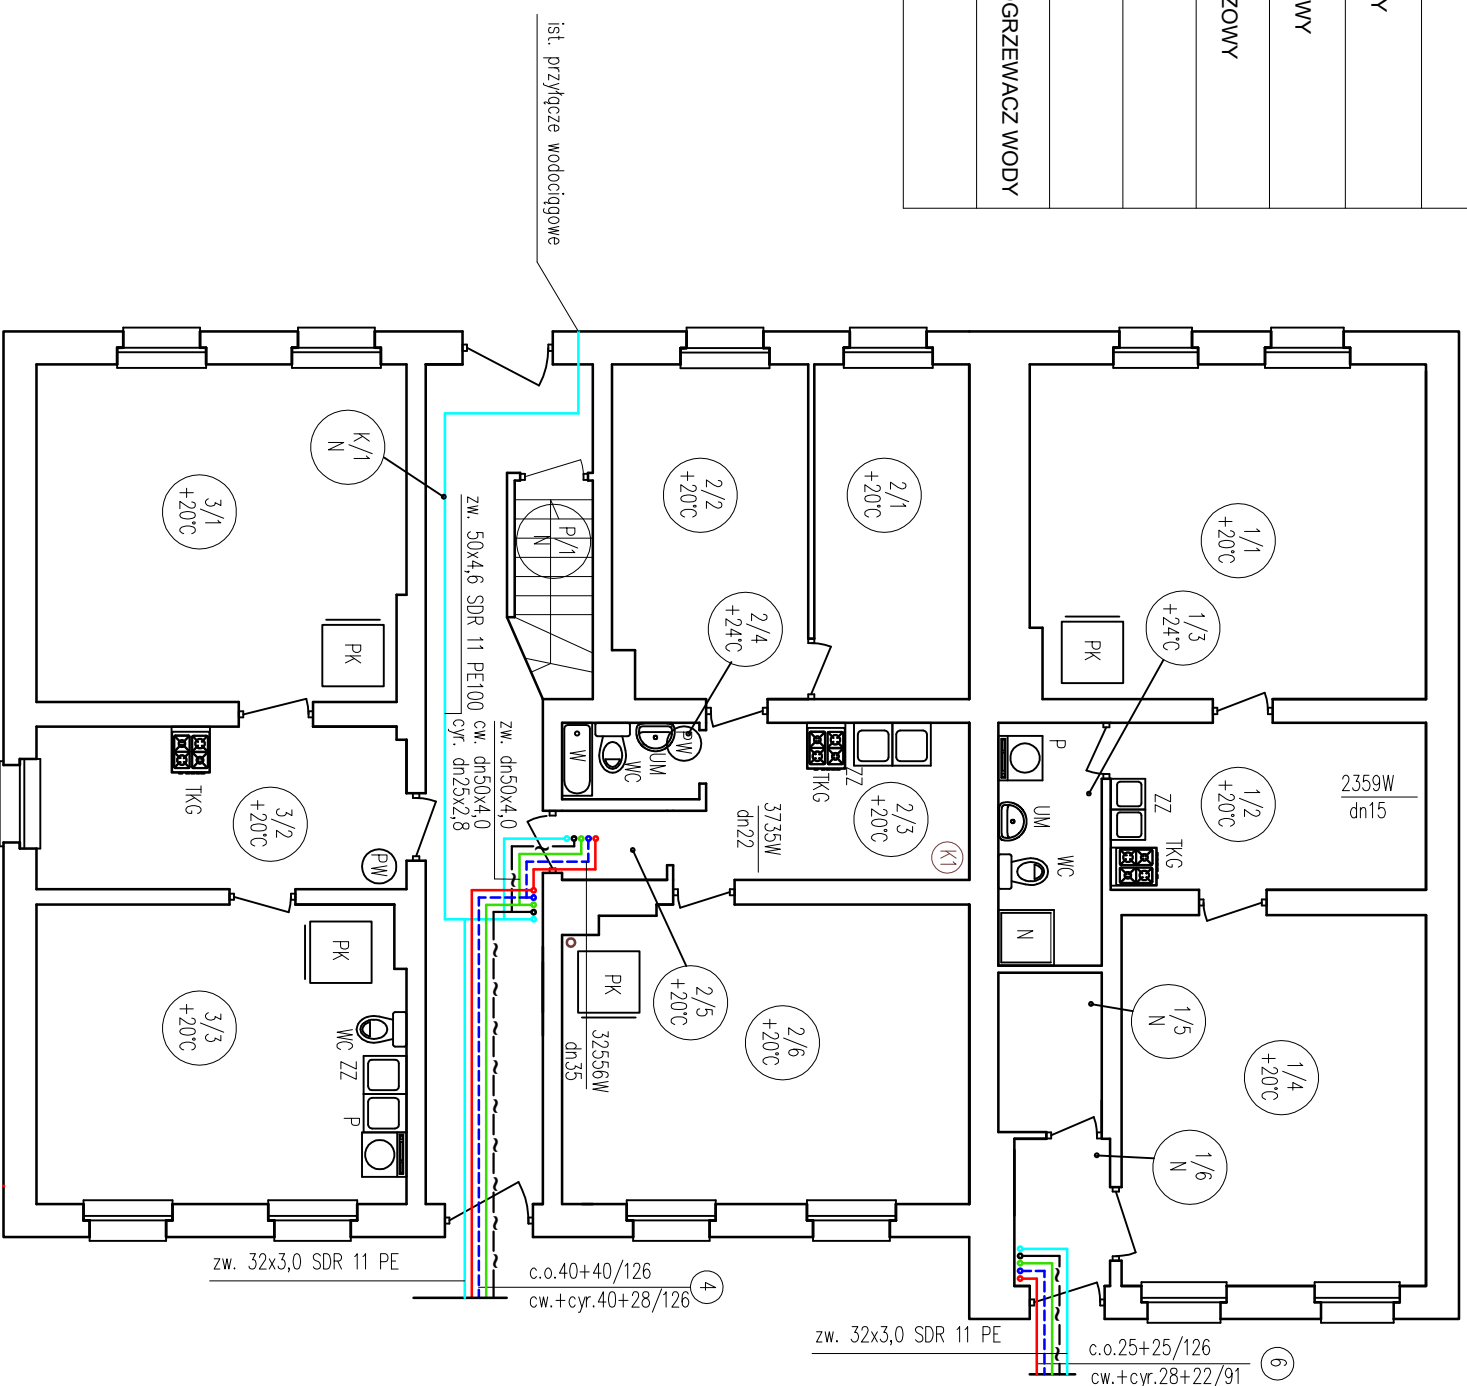 Y
WY
ZOWY
GRZEWACZ WODY
ist. przyłącze wodociągowe
K/1
N
3/1
+20°C
P/1
N
2/2
+20°C
2/1
+20°C
1/1
+20°C
2/4
+24°C
1/3
+24°C
PK
PK
zw. 50x4,6 SDR 11 PE100
zw. dn50x4,0
cw. dn50x4,0
cyr. dn25x2,8
TKG
3/2
+20°C
PW
W
WC
UM
PW
TKG
ZZ
2/3
+20°C
3735W
dn22
K1
P
UM
WC
N
ZZ
TKG
1/2
+20°C
2359W
dn15
PK
3/3
+20°C
WC
ZZ
P
PK
32556W
dn35
2/5
+20°C
2/6
+20°C
1/5
N
1/4
+20°C
1/6
N
zw. 32x3,0 SDR 11 PE
c.o.40+40/126
cw.+cyr.40+28/126
4
zw. 32x3,0 SDR 11 PE
c.o.25+25/126
cw.+cyr.28+22/91
6